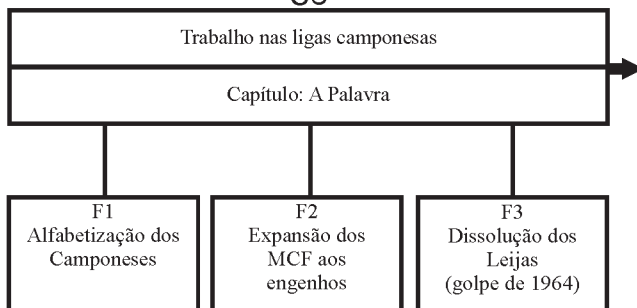 Trabalho nas ligas camponesas
Capítulo: A Palavra
F1
Alfabetização dos
Camponeses
F2
Expansão dos
MCF aos
engenhos
F3
Dissolução dos
Leijas
(golpe de 1964)